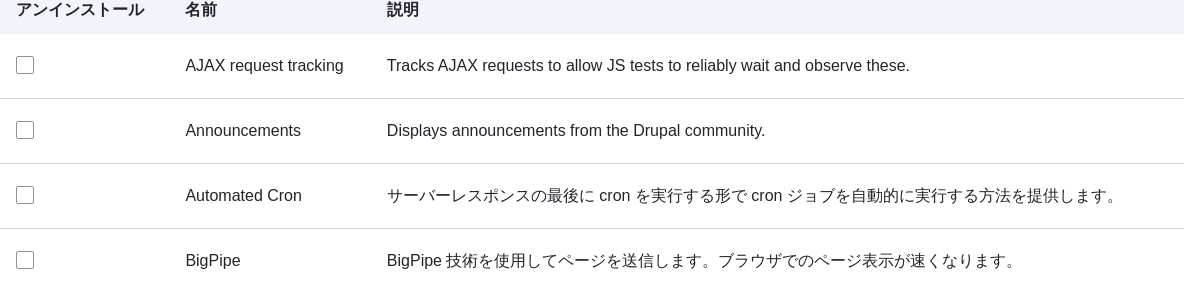 アンインストール 名前 説明
AJAX request tracking Tracks AJAX requests to allow JS tests to reliably wait and observe these.
Announcements Displays announcements from the Drupal community.
Automated Cron サーバーレスポンスの最後に cron を実行する形で cron ジョブを自動的に実行する方法を提供します。
BigPipe BigPipe 技術を使用してページを送信します。ブラウザでのページ表示が速くなります。